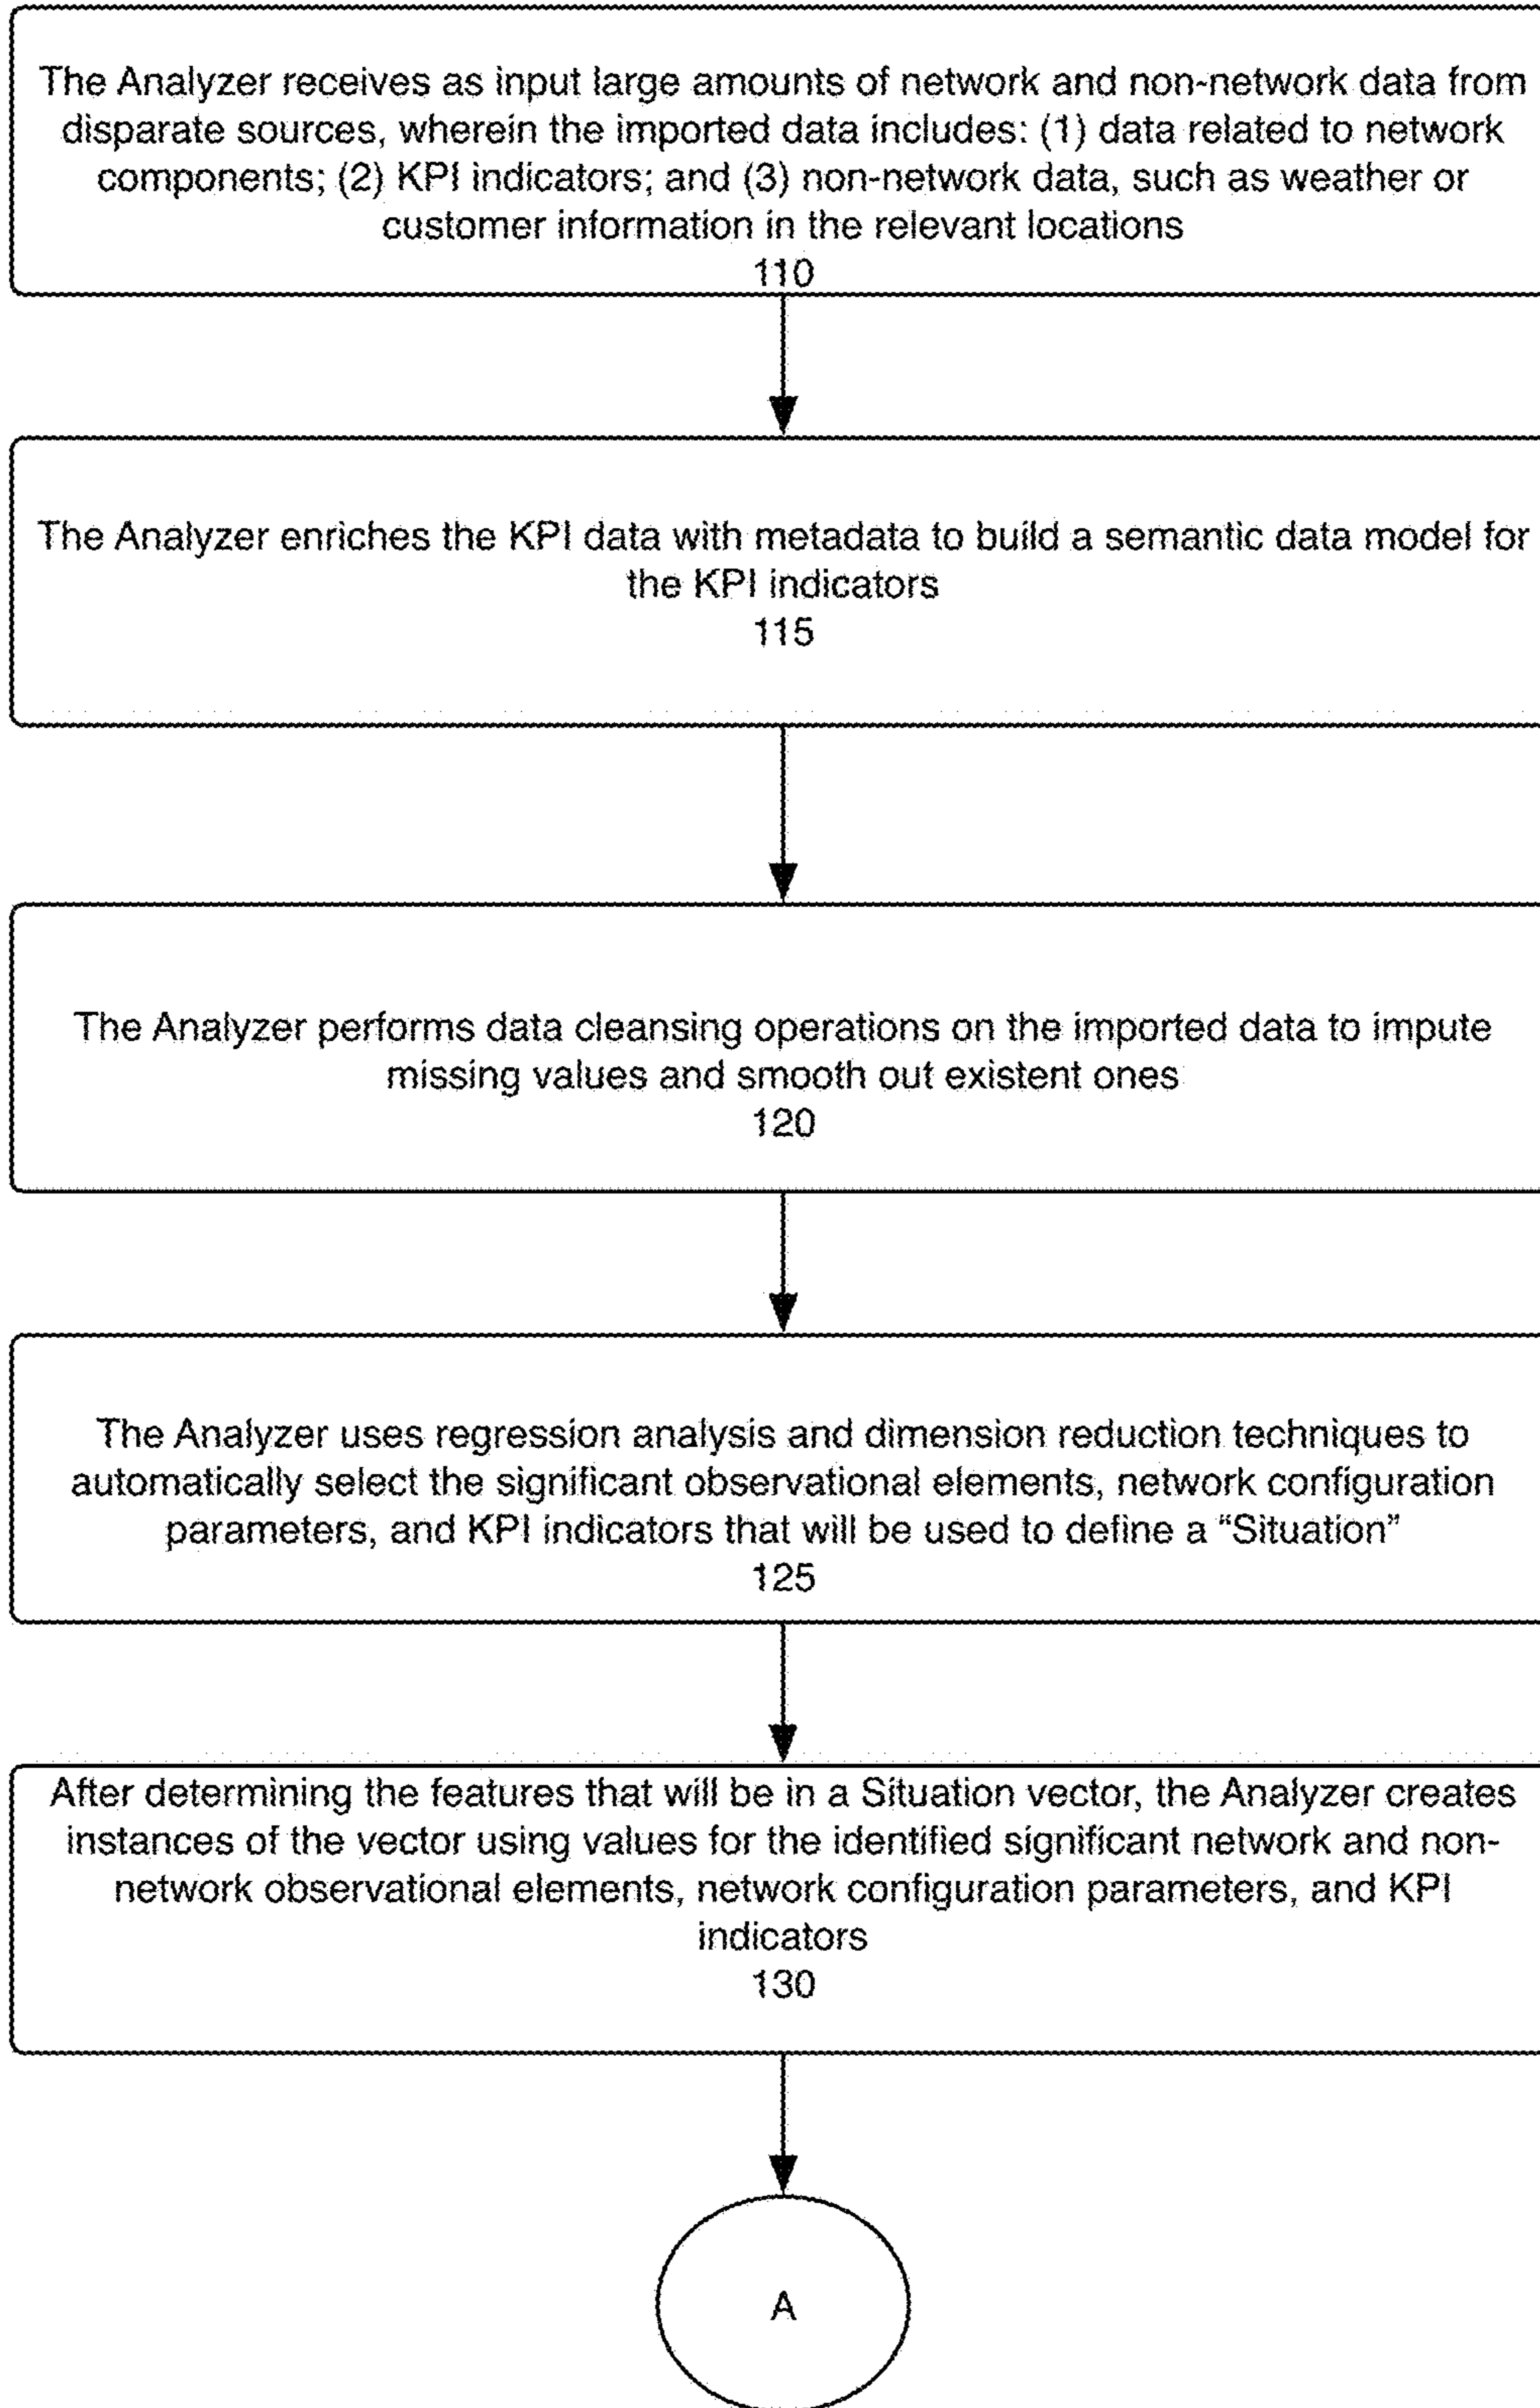 The Analyzer receives as input large amounts of network and non-network data from
disparate sources, wherein the imported data includes: (1) data related to network
components; (2) KPI indicators; and (3) non-network data, such as weather or
customer information in the relevant locations
110
The Analyzer enriches the KPI data with metadata to build a semantic data model for
the KPI indicators
115
The Analyzer performs data cleansing operations on the imported data to impute
missing values and smooth out existent ones
120
The Analyzer uses regression analysis and dimension reduction techniques to
automatically select the significant observational elements, network configuration
parameters, and KPI indicators that will be used to define a “Situation”
125
After determining the features that will be in a Situation vector, the Analyzer creates
instances of the vector using values for the identified significant network and non-
network observational elements, network configuration parameters, and KPI
indicators
130
A